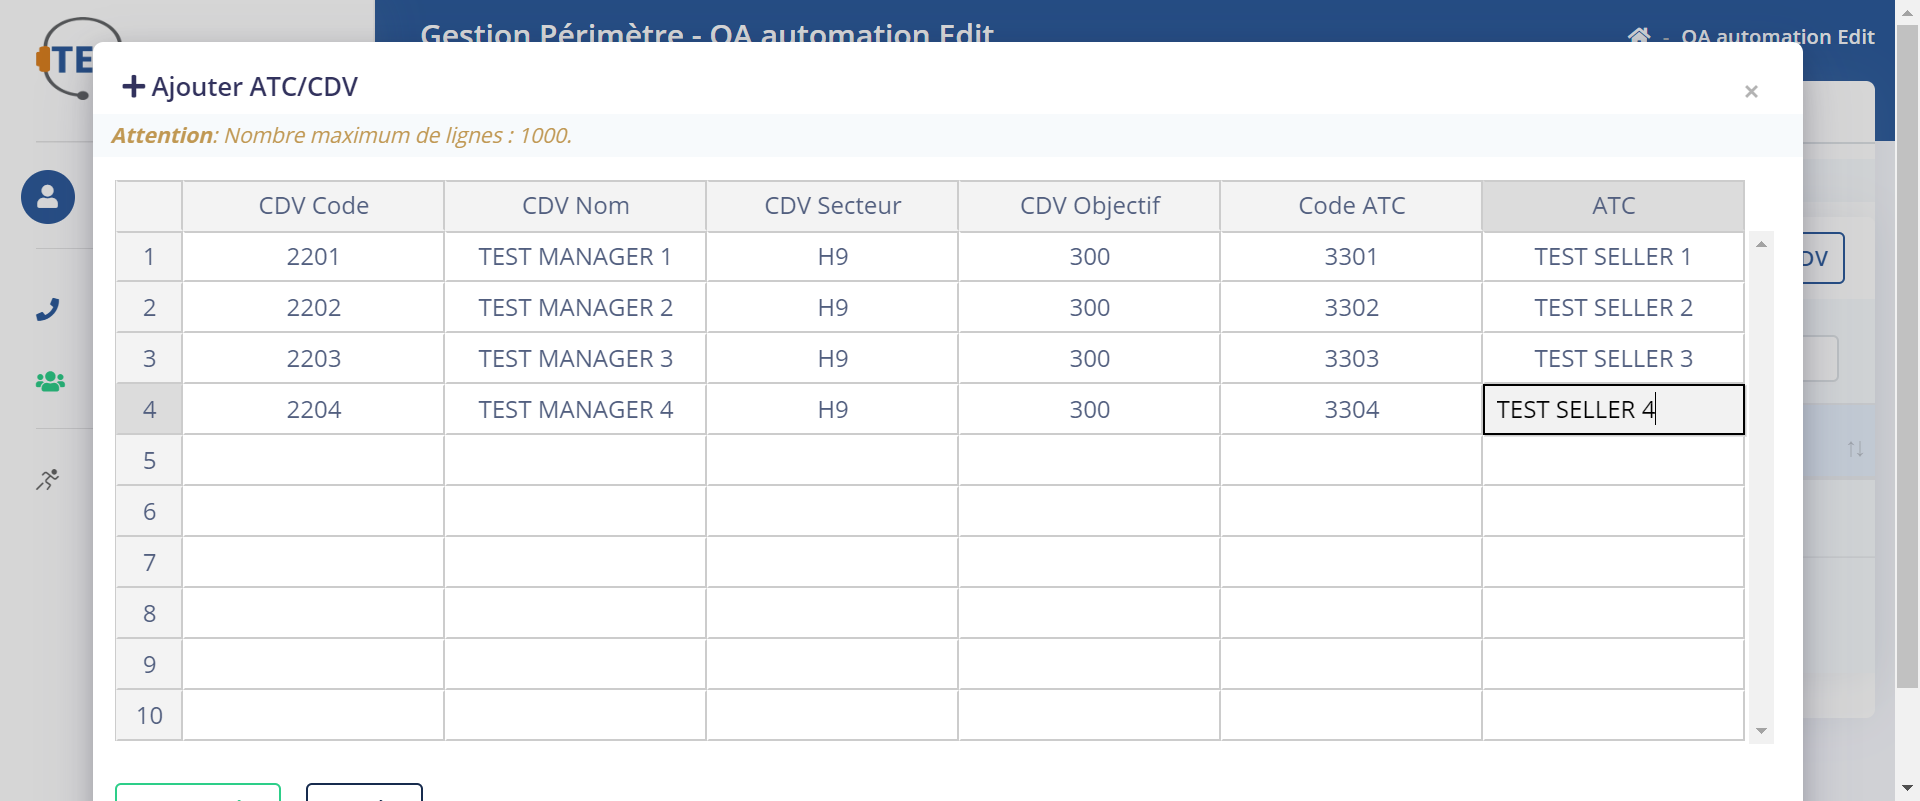 Gestion Périmètre - QA automation Edit
- QA automation Edit
TE
Ajouter ATC/CDV
×
Attention: Nombre maximum de lignes : 1000.
CDV Code CDV Nom CDV Secteur CDV Objectif Code ATC ATC
1 2201 TEST MANAGER 1 H9 300 3301 TEST SELLER 1
2 2202 TEST MANAGER 2 H9 300 3302 TEST SELLER 2
3 2203 TEST MANAGER 3 H9 300 3303 TEST SELLER 3
4 2204 TEST MANAGER 4 H9 300 3304 TEST SELLER 4
5
6
7
8
9
10
DV